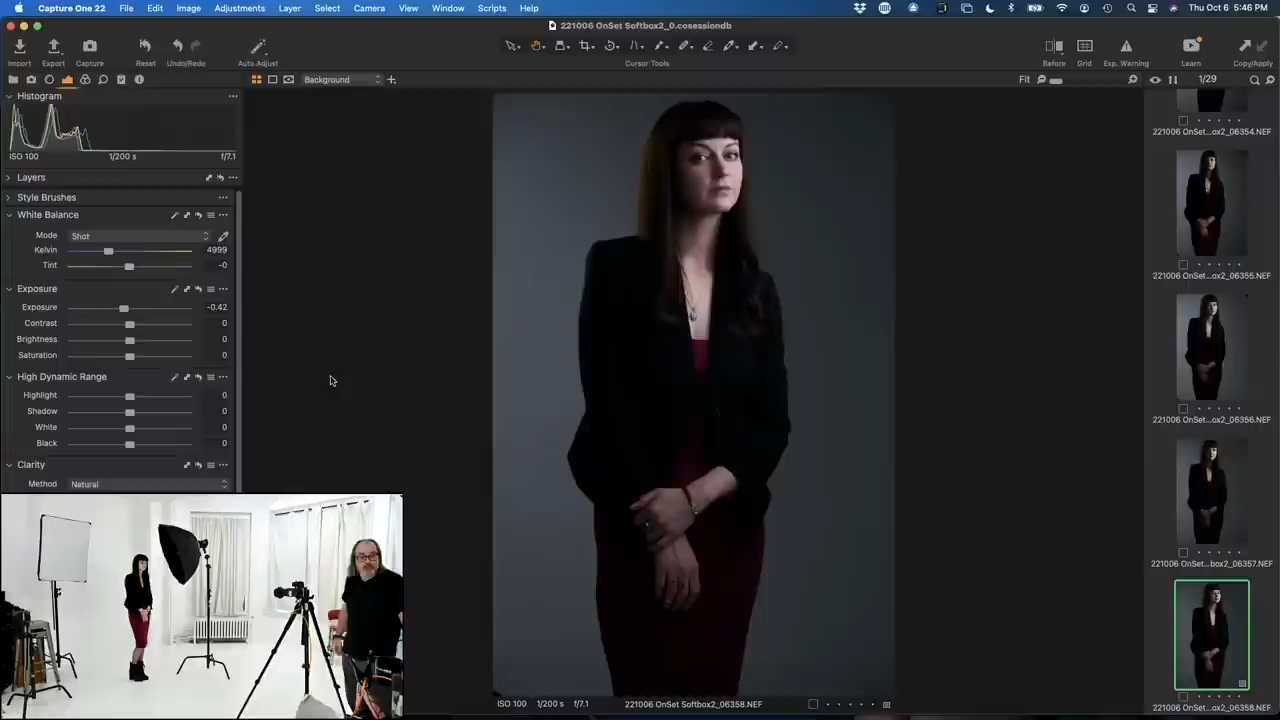 Capture One 22 File Edit Image Adjustments Layer Select Camera View Window Scripts Help Thu Oct 6 5:46 PM
221006 OnSet Softbox2_0.cosessiondb
Import Export Capture Reset Undo/Redo Auto Adjust Cursor Tools Before Grid Exp. Warning Learn Copy/Apply
Background Fit 1/29
Histogram
ISO 100 1/200 s f/7.1
221006 OnSet...ox2_06354.NEF
Layers
Style Brushes
White Balance
Mode Shot
Kelvin 4999
Tint -0
221006 OnSet...ox2_06355.NEF
Exposure
Exposure -0.42
Contrast 0
Brightness 0
Saturation 0
High Dynamic Range
Highlight 0
Shadow 0
221006 OnSet...ox2_06356.NEF
White 0
Black 0
Clarity
Method Natural
221006 OnSet...box2_06357.NEF
ISO 100 1/200 s f/7.1 221006 OnSet Softbox2_06358.NEF
221006 OnSet...ox2_06358.NEF